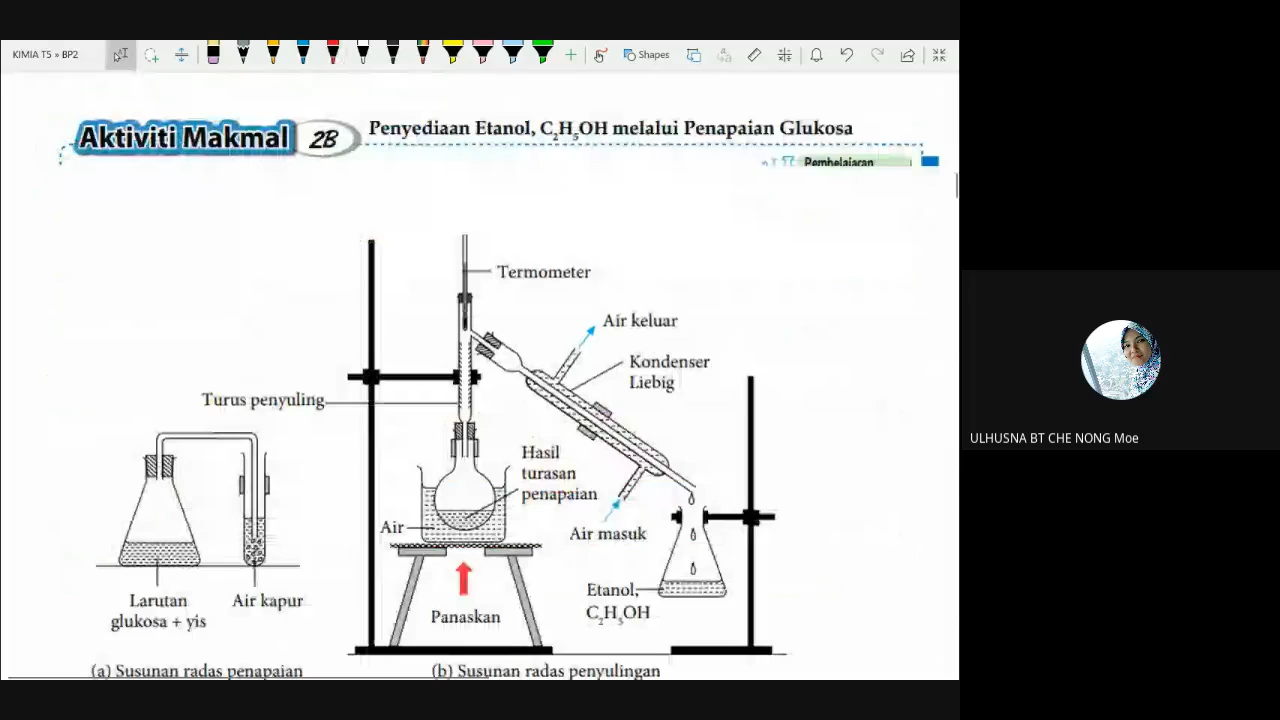 KIMIA T5 » BP2
Shapes
Aktiviti Makmal 2B
Penyediaan Etanol, C₂H₅OH melalui Penapaian Glukosa
Pembelajaran
Termometer
Air keluar
Kondenser
Liebig
Turus penyuling
Hasil
turasan
penapaian
Air
Air masuk
Etanol,
C₂H₅OH
Larutan
glukosa + yis
Air kapur
Panaskan
(a) Susunan radas penapaian
(b) Susunan radas penyulingan
ULHUSNA BT CHE NONG Moe